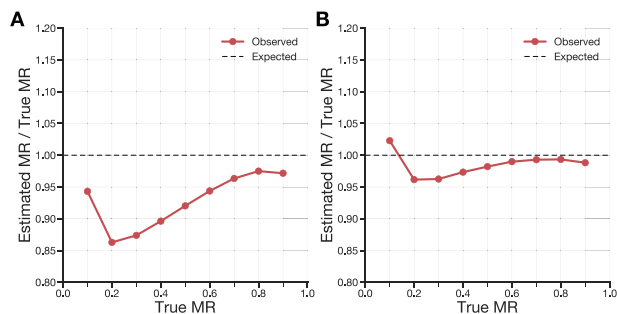 A
Estimated MR / True MR
1.20
1.15
1.10
1.05
1.00
0.95
0.90
0.85
0.80
Observed
Expected
0.0 0.2 0.4 0.6 0.8 1.0
True MR
B
Estimated MR / True MR
1.20
1.15
1.10
1.05
1.00
0.95
0.90
0.85
0.80
Observed
Expected
0.0 0.2 0.4 0.6 0.8 1.0
True MR